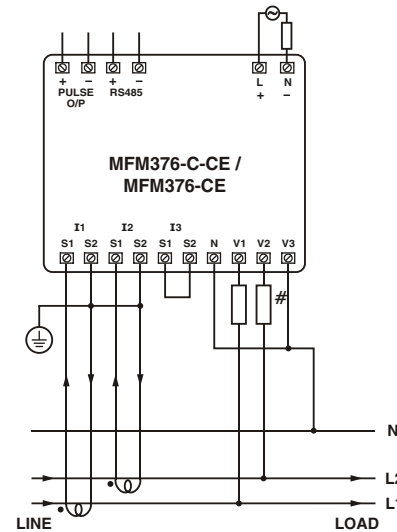 L N
+ − + − + −
PULSE RS485
O/P
MFM376-C-CE /
MFM376-CE
I1 I2 I3
S1 S2 S1 S2 S1 S2 N V1 V2 V3
#
N
L2
L1
LINE LOAD